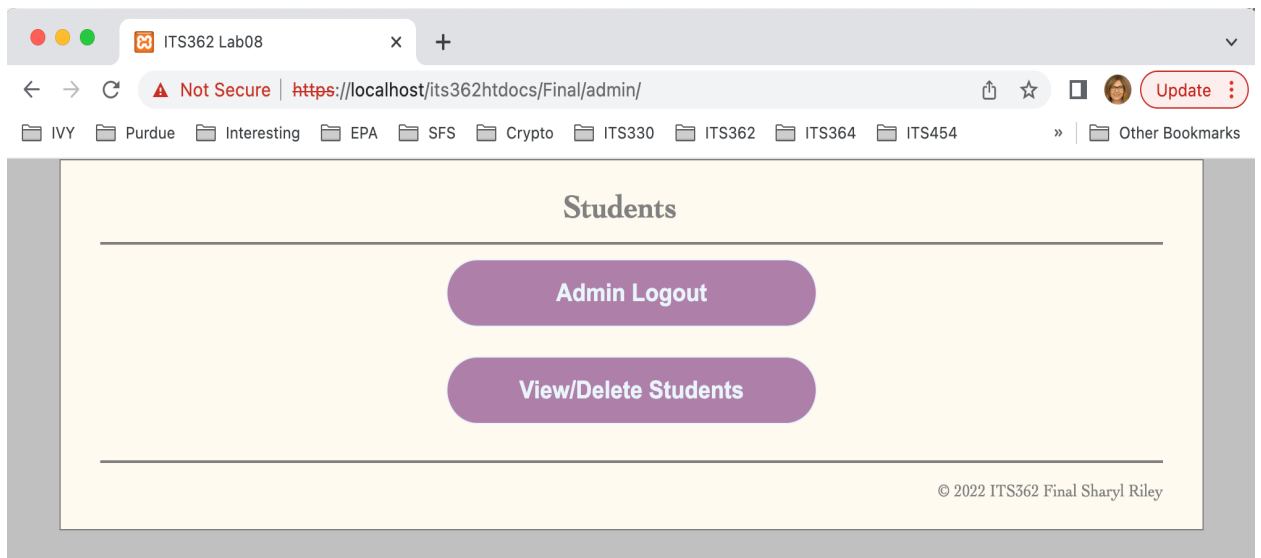 ITS362 Lab08
Not Secure | https://localhost/its362htdocs/Final/admin/ Update
IVY Purdue Interesting EPA SFS Crypto ITS330 ITS362 ITS364 ITS454 » Other Bookmarks
Students
Admin Logout
View/Delete Students
© 2022 ITS362 Final Sharyl Riley